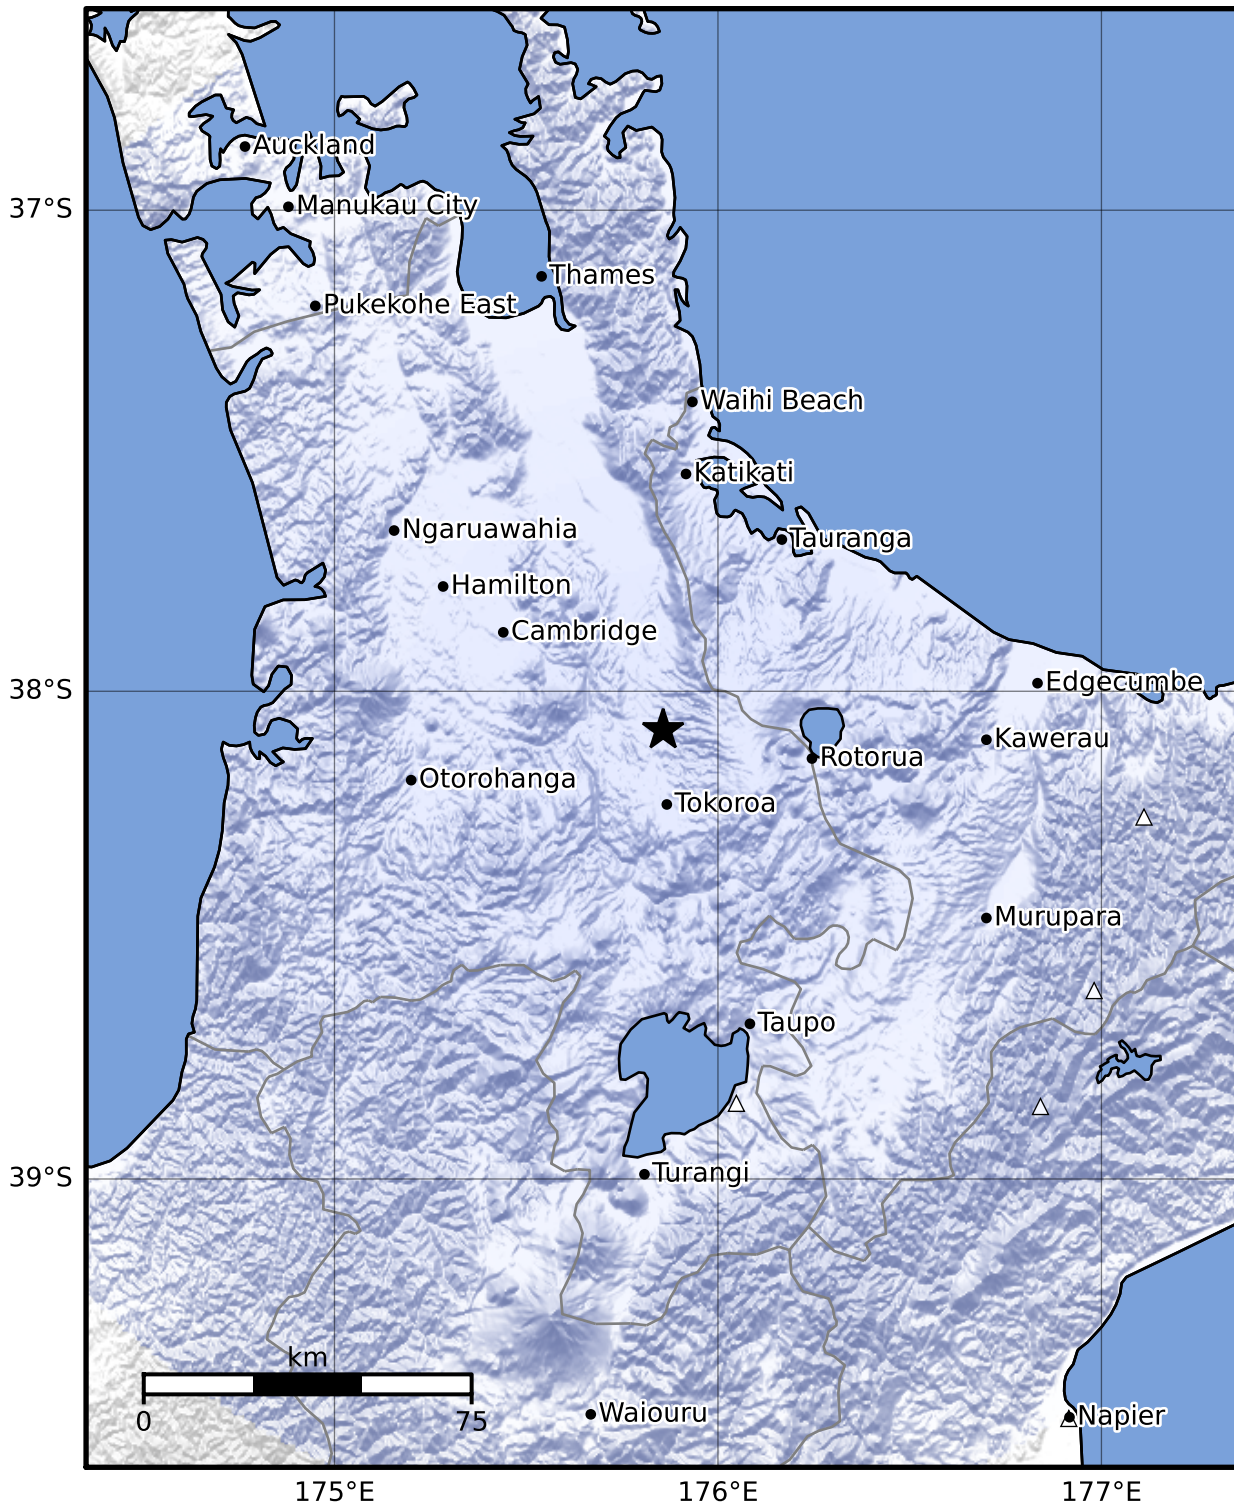 Auckland
Manukau City
37°S
Thames
Pukekohe East
Waihi Beach
Katikati
Ngaruawahia
Tauranga
Hamilton
Cambridge
38°S
Edgecumbe
Kawerau
Rotorua
Otorohanga
Tokoroa
Murupara
Taupo
39°S
Turangi
km
0 75
Waiouru
Napier
175°E 176°E 177°E